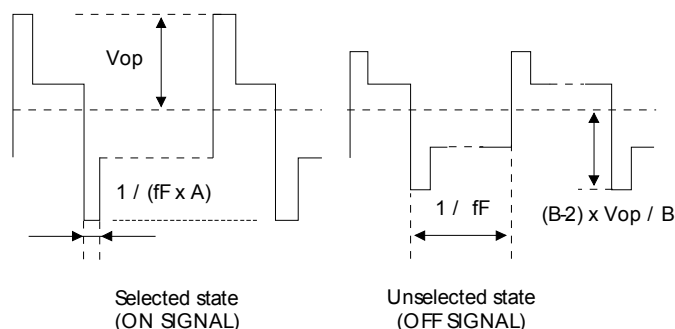 Vop
1 / (fF x A)
1 / fF
(B-2) x Vop / B
Selected state
(ON SIGNAL)
Unselected state
(OFF SIGNAL)